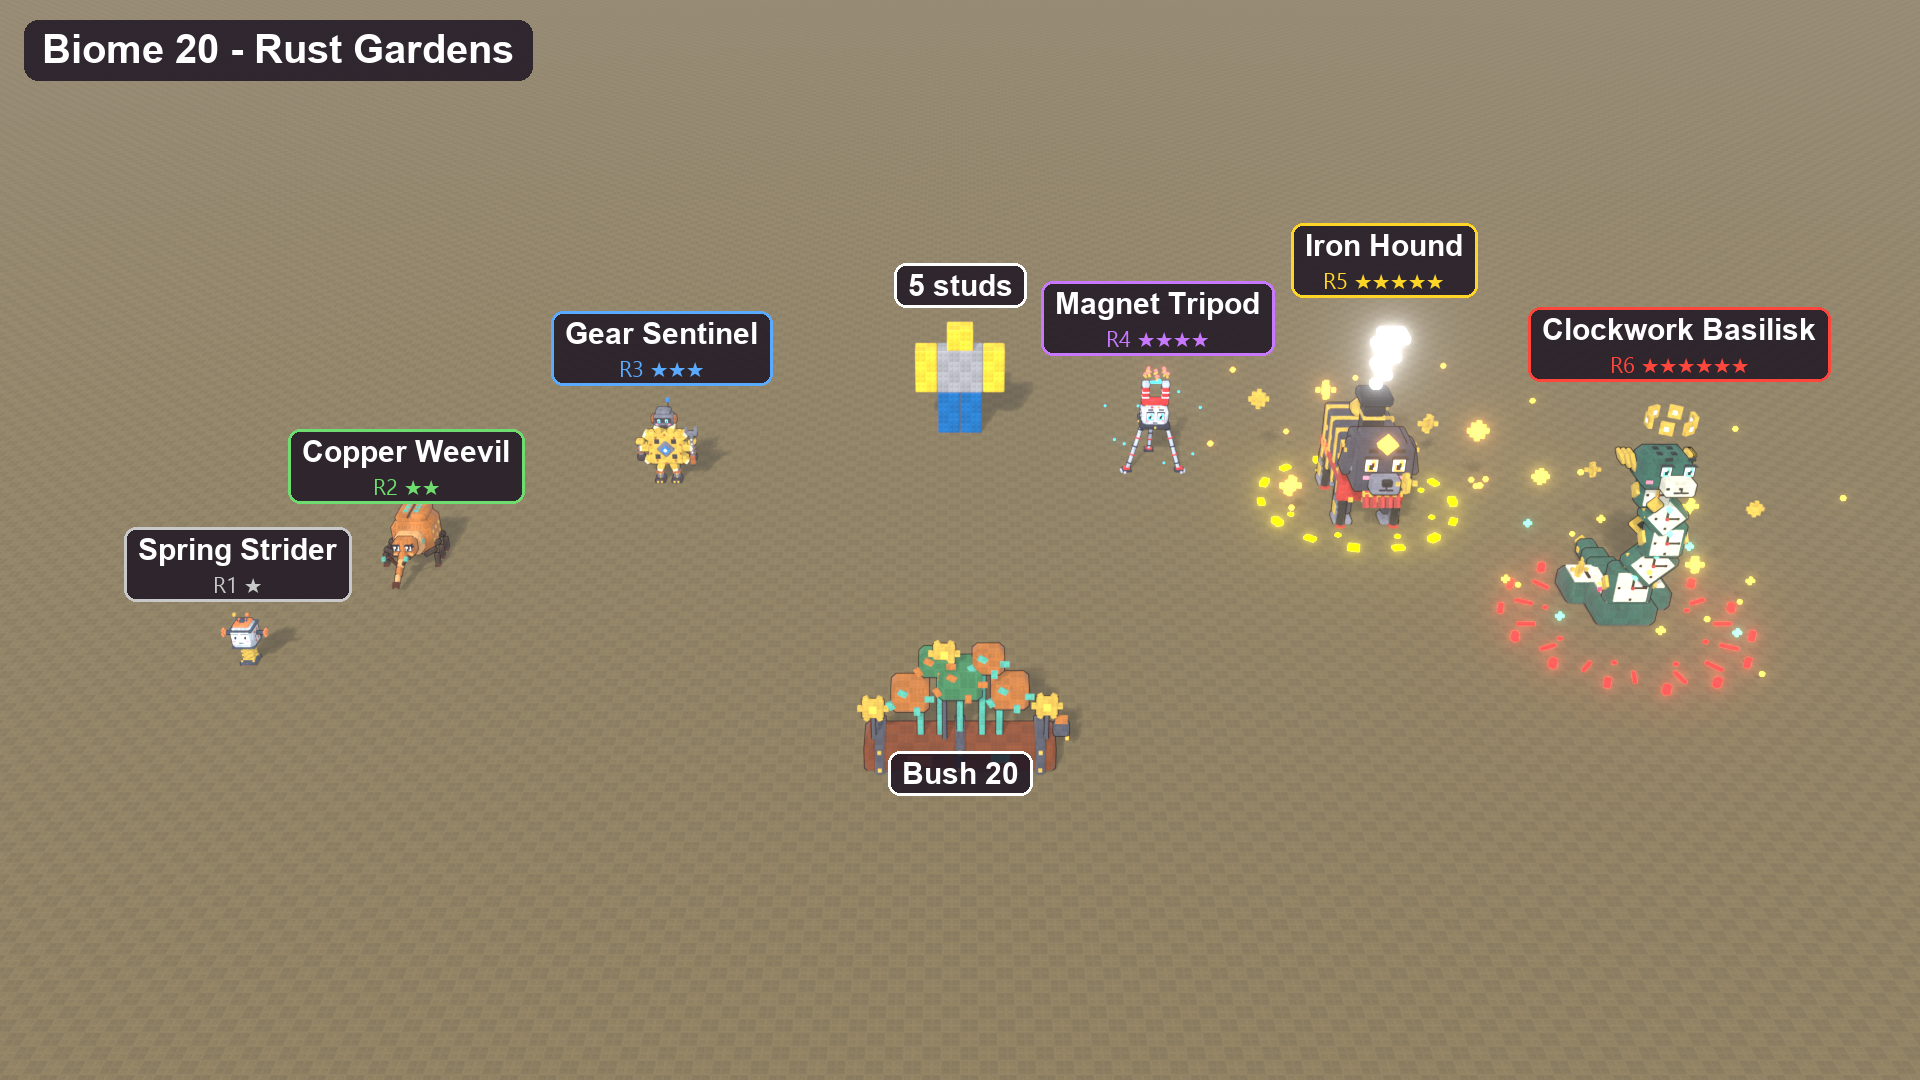 Biome 20 - Rust Gardens
Iron Hound
R5 ★★★★★
5 studs
Magnet Tripod
R4 ★★★★
Gear Sentinel
R3 ★★★
Clockwork Basilisk
R6 ★★★★★★
Copper Weevil
R2 ★★
Spring Strider
R1 ★
Bush 20